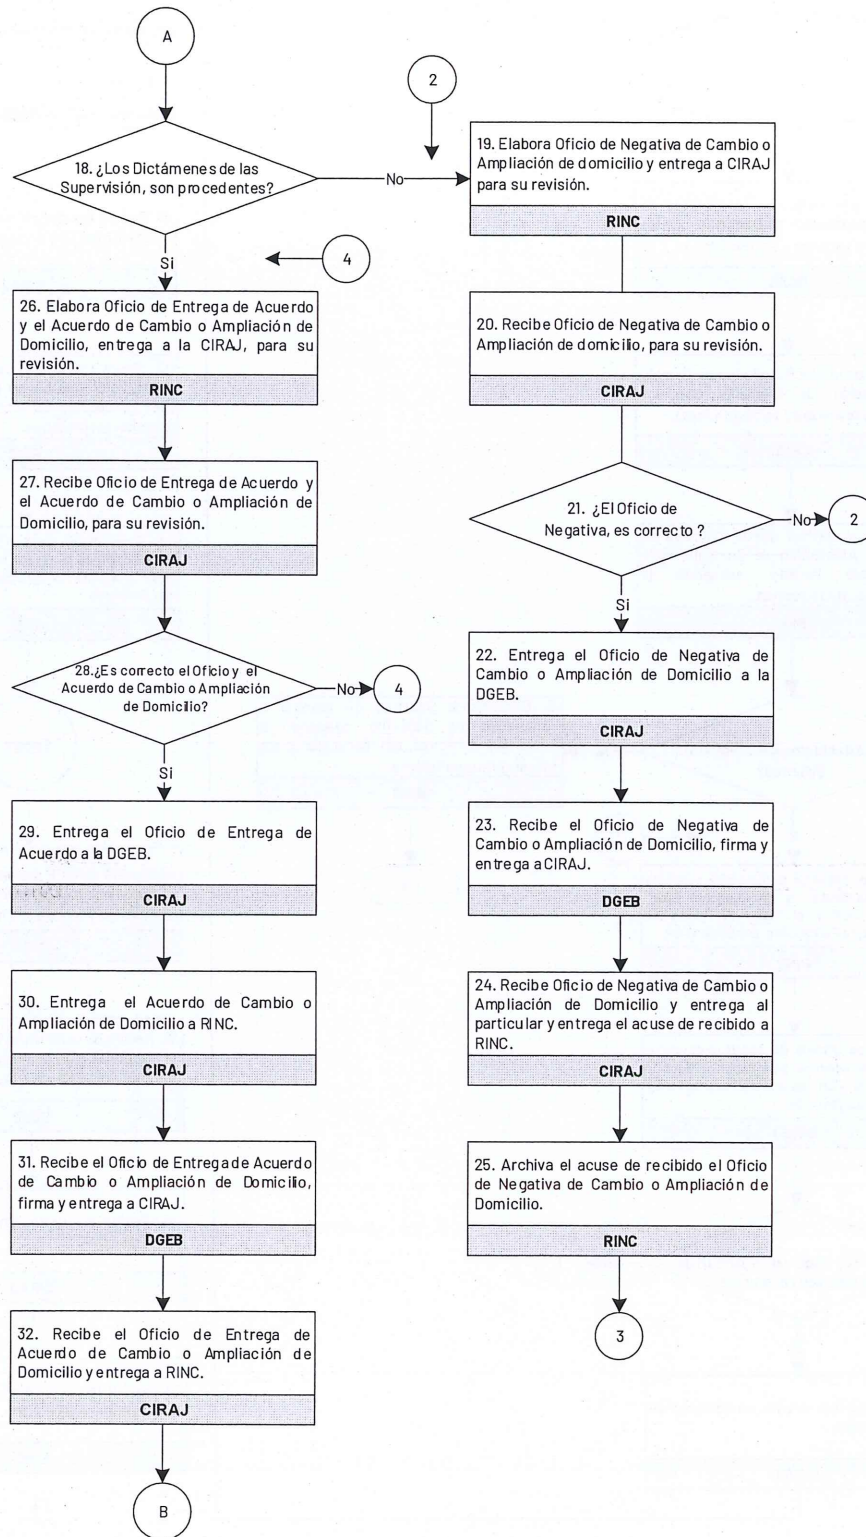 A
2
18. ¿Los Dictámenes de las
Supervisión, son procedentes?
No
Si
4
19. Elabora Oficio de Negativa de Cambio o
Ampliación de domicilio y entrega a CIRAJ
para su revisión.
RINC
26. Elabora Oficio de Entrega de Acuerdo
y el Acuerdo de Cambio o Ampliación de
Domicilio, entrega a la CIRAJ, para su
revisión.
RINC
20. Recibe Oficio de Negativa de Cambio o
Ampliación de domicilio, para su revisión.
CIRAJ
27. Recibe Oficio de Entrega de Acuerdo y
el Acuerdo de Cambio o Ampliación de
Domicilio, para su revisión.
CIRAJ
21. ¿El Oficio de
Negativa, es correcto ?
No
2
Si
28.¿Es correcto el Oficio y el
Acuerdo de Cambio o Ampliación
de Domicilio?
No
4
Si
22. Entrega el Oficio de Negativa de
Cambio o Ampliación de Domicilio a la
DGEB.
CIRAJ
29. Entrega el Oficio de Entrega de
Acuerdo a la DGEB.
CIRAJ
23. Recibe el Oficio de Negativa de
Cambio o Ampliación de Domicilio, firma y
entrega a CIRAJ.
DGEB
30. Entrega el Acuerdo de Cambio o
Ampliación de Domicilio a RINC.
CIRAJ
24. Recibe Oficio de Negativa de Cambio o
Ampliación de Domicilio y entrega al
particular y entrega el acuse de recibido a
RINC.
CIRAJ
31. Recibe el Oficio de Entrega de Acuerdo
de Cambio o Ampliación de Domicilio,
firma y entrega a CIRAJ.
DGEB
25. Archiva el acuse de recibido el Oficio
de Negativa de Cambio o Ampliación de
Domicilio.
RINC
32. Recibe el Oficio de Entrega de
Acuerdo de Cambio o Ampliación de
Domicilio y entrega a RINC.
CIRAJ
3
B